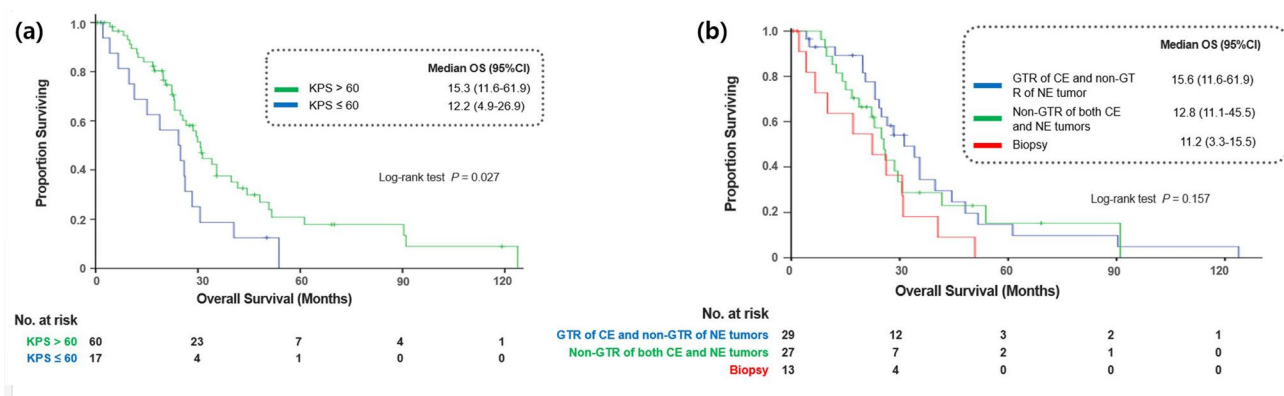 (a)
Proportion Surviving
1.0
0.8
0.6
0.4
0.2
0
Median OS (95%CI)
KPS > 60 15.3 (11.6-61.9)
KPS ≤ 60 12.2 (4.9-26.9)
Log-rank test P = 0.027
0 30 60 90 120
Overall Survival (Months)
No. at risk
KPS > 60 60 23 7 4 1
KPS ≤ 60 17 4 1 0 0
(b)
Proportion Surviving
1.0
0.8
0.6
0.4
0.2
0
Median OS (95%CI)
GTR of CE and non-GT
R of NE tumor 15.6 (11.6-61.9)
Non-GTR of both CE
and NE tumors 12.8 (11.1-45.5)
Biopsy 11.2 (3.3-15.5)
Log-rank test P = 0.157
0 30 60 90 120
Overall Survival (Months)
No. at risk
GTR of CE and non-GTR of NE tumors 29 12 3 2 1
Non-GTR of both CE and NE tumors 27 7 2 1 0
Biopsy 13 4 0 0 0